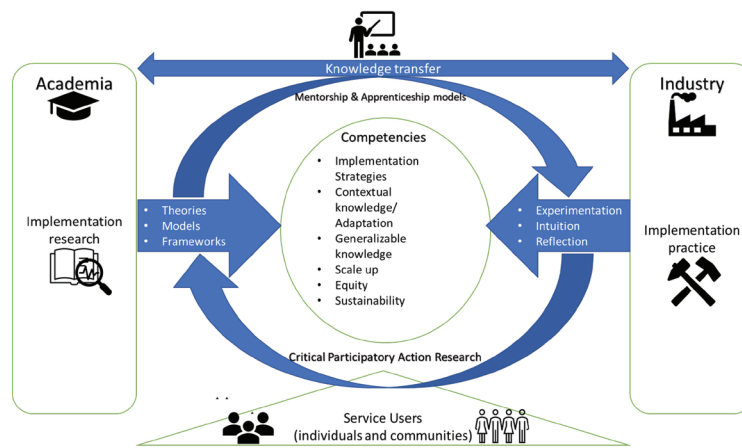 Academia
Knowledge transfer
Industry
Mentorship & Apprenticeship models
Competencies
• Implementation
Strategies
• Contextual
knowledge/
Adaptation
• Generalizable
knowledge
• Scale up
• Equity
• Sustainability
Implementation
research
• Theories
• Models
• Frameworks
• Experimentation
• Intuition
• Reflection
Implementation
practice
Critical Participatory Action Research
Service Users
(individuals and communities)